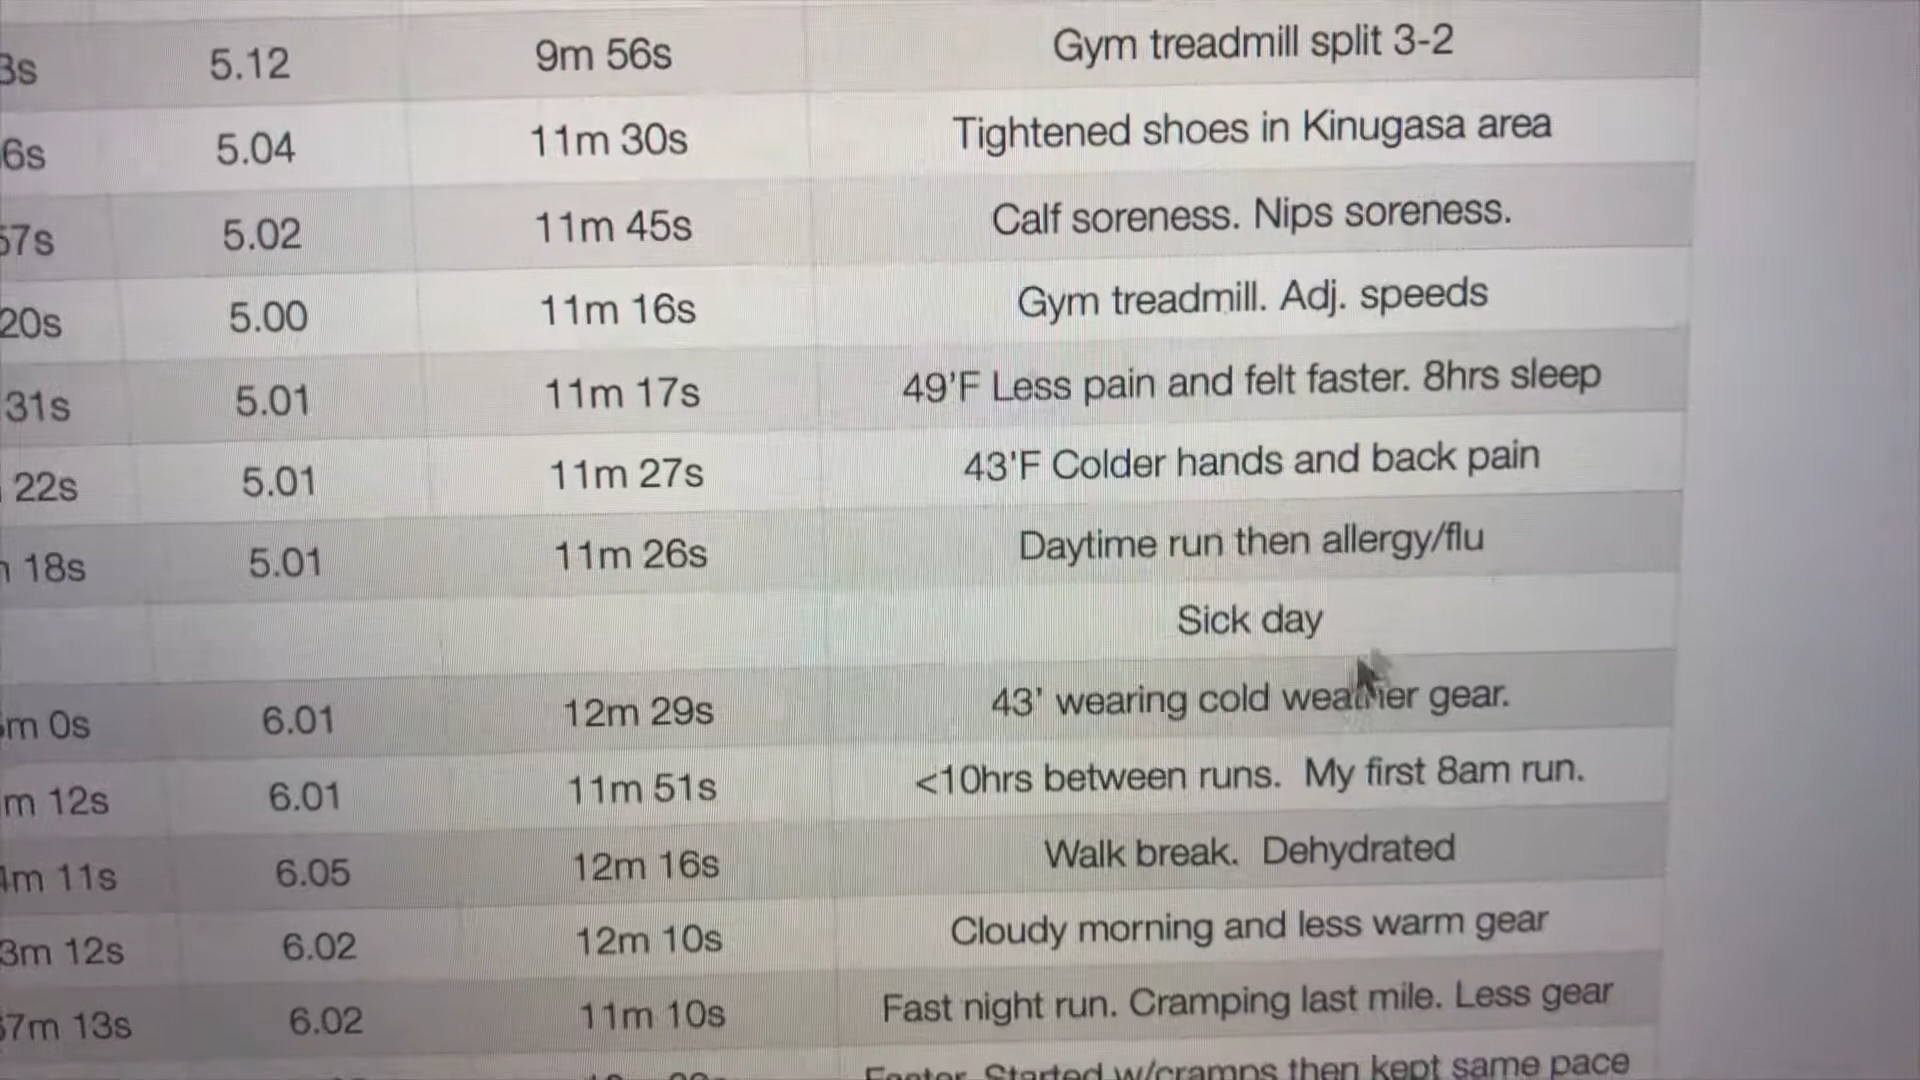 3s 5.12 9m 56s Gym treadmill split 3-2
6s 5.04 11m 30s Tightened shoes in Kinugasa area
57s 5.02 11m 45s Calf soreness. Nips soreness.
20s 5.00 11m 16s Gym treadmill. Adj. speeds
31s 5.01 11m 17s 49'F Less pain and felt faster. 8hrs sleep
22s 5.01 11m 27s 43'F Colder hands and back pain
18s 5.01 11m 26s Daytime run then allergy/flu
Sick day
m 0s 6.01 12m 29s 43' wearing cold weather gear.
m 12s 6.01 11m 51s <10hrs between runs. My first 8am run.
4m 11s 6.05 12m 16s Walk break. Dehydrated
3m 12s 6.02 12m 10s Cloudy morning and less warm gear
67m 13s 6.02 11m 10s Fast night run. Cramping last mile. Less gear
Started w/cramps then kept same pace